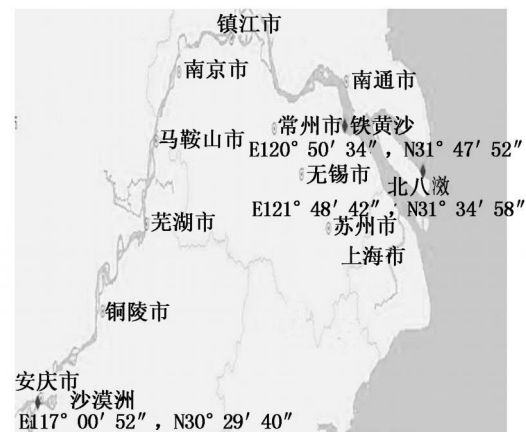 镇江市
南京市
南通市
常州市 铁黄沙
E120° 50′ 34″，N31° 47′ 52″
马鞍山市
无锡市
北八滧
E121° 48′ 42″；N31° 34′ 58″
芜湖市
苏州市
上海市
铜陵市
安庆市
沙漠洲
E117° 00′ 52″，N30° 29′ 40″